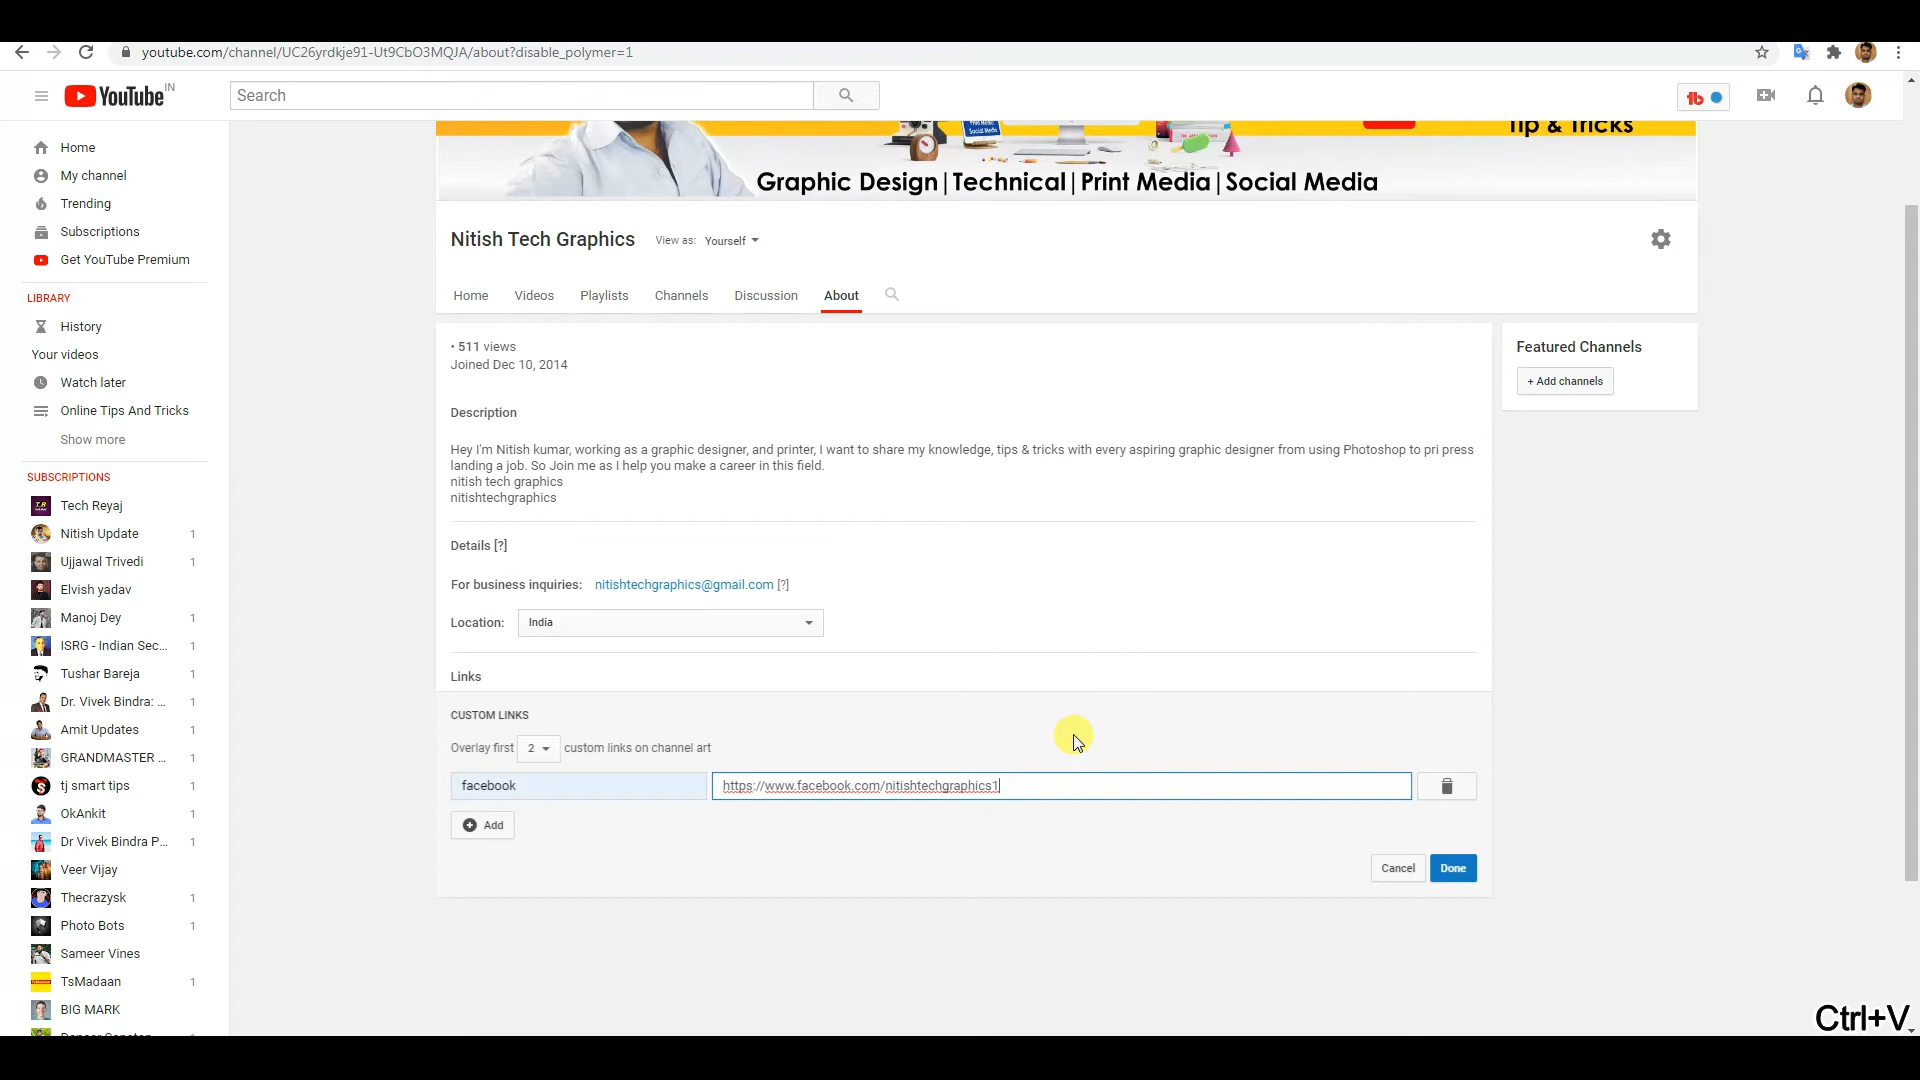 youtube.com/channel/UC26yrdkje91-Ut9CbO3MQJA/about?disable_polymer=1
YouTube IN
Search
Tip & Tricks
Graphic Design|Technical|Print Media|Social Media
Home
My channel
Trending
Subscriptions
Get YouTube Premium
LIBRARY
History
Your videos
Watch later
Online Tips And Tricks
Show more
SUBSCRIPTIONS
Tech Reyaj
Nitish Update 1
Ujjawal Trivedi 1
Elvish yadav
Manoj Dey 1
ISRG - Indian Sec... 1
Tushar Bareja 1
Dr. Vivek Bindra: ... 1
Amit Updates 1
GRANDMASTER ... 1
tj smart tips 1
OkAnkit 1
Dr Vivek Bindra P... 1
Veer Vijay
Thecrazysk 1
Photo Bots 1
Sameer Vines
TsMadaan 1
BIG MARK
Nitish Tech Graphics View as: Yourself
Home Videos Playlists Channels Discussion About
• 511 views
Joined Dec 10, 2014
Description
Hey I'm Nitish kumar, working as a graphic designer, and printer, I want to share my knowledge, tips & tricks with every aspiring graphic designer from using Photoshop to pri press
landing a job. So Join me as I help you make a career in this field.
nitish tech graphics
nitishtechgraphics
Details [?]
For business inquiries: nitishtechgraphics@gmail.com [?]
Location: India
Links
CUSTOM LINKS
Overlay first 2 custom links on channel art
facebook https://www.facebook.com/nitishtechgraphics1
Add
Cancel Done
Featured Channels
+ Add channels
Ctrl+V